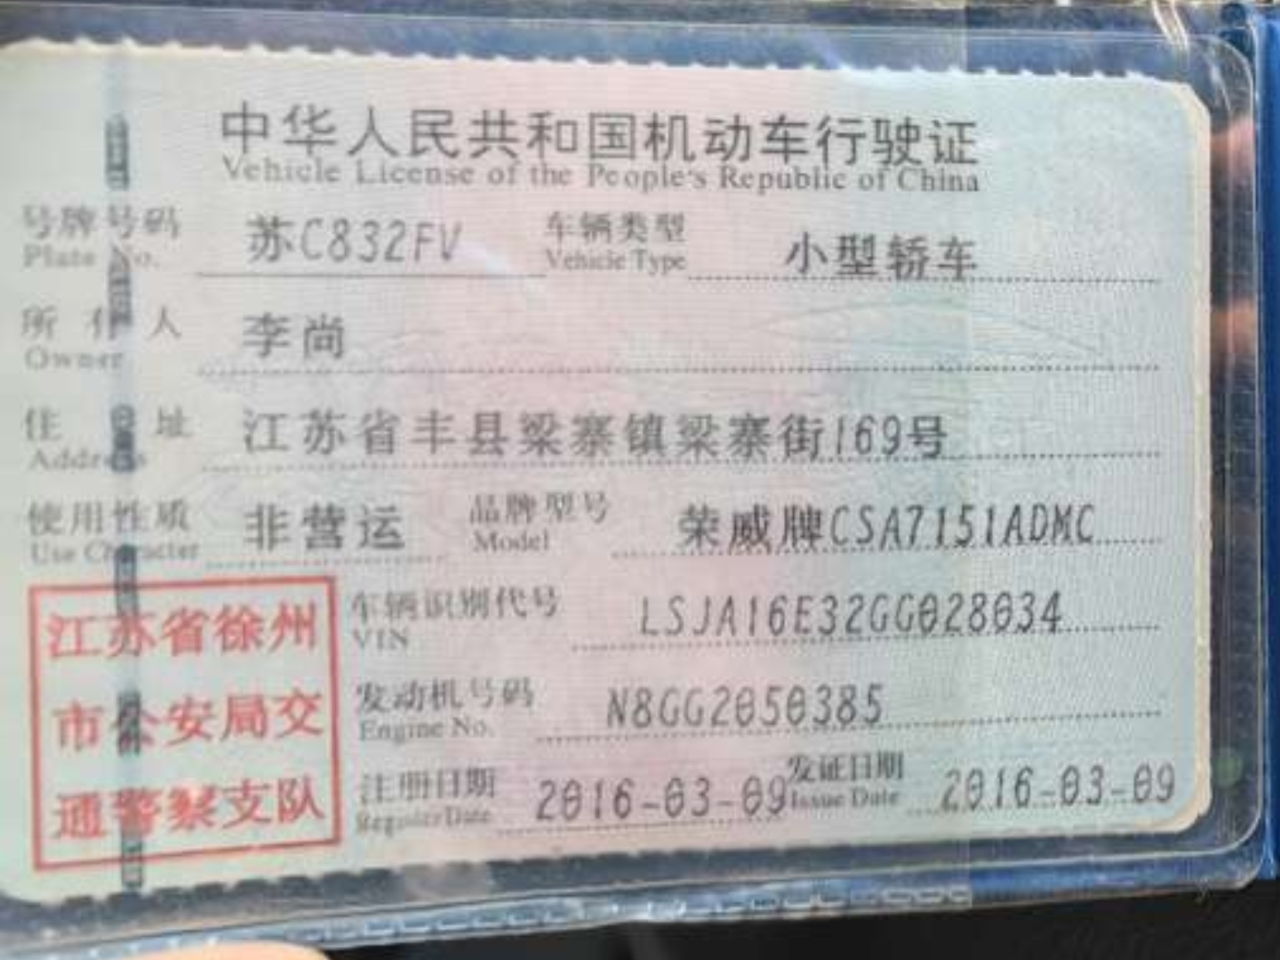 中华人民共和国机动车行驶证
Vehicle License of the People's Republic of China
号牌号码 苏C832FV 车辆类型 小型轿车
Plate No. Vehicle Type
所有人 李尚
Owner
住址 江苏省丰县梁寨镇梁寨街169号
Address
使用性质 非营运 品牌型号 荣威牌CSA7151ADMC
Use Character Model
江苏省徐州
市公安局交
通警察支队
车辆识别代号 LSJA16E32GG028034
VIN
发动机号码 N8GG2050385
Engine No.
注册日期 2016-03-09 发证日期 2016-03-09
Register Date Issue Date